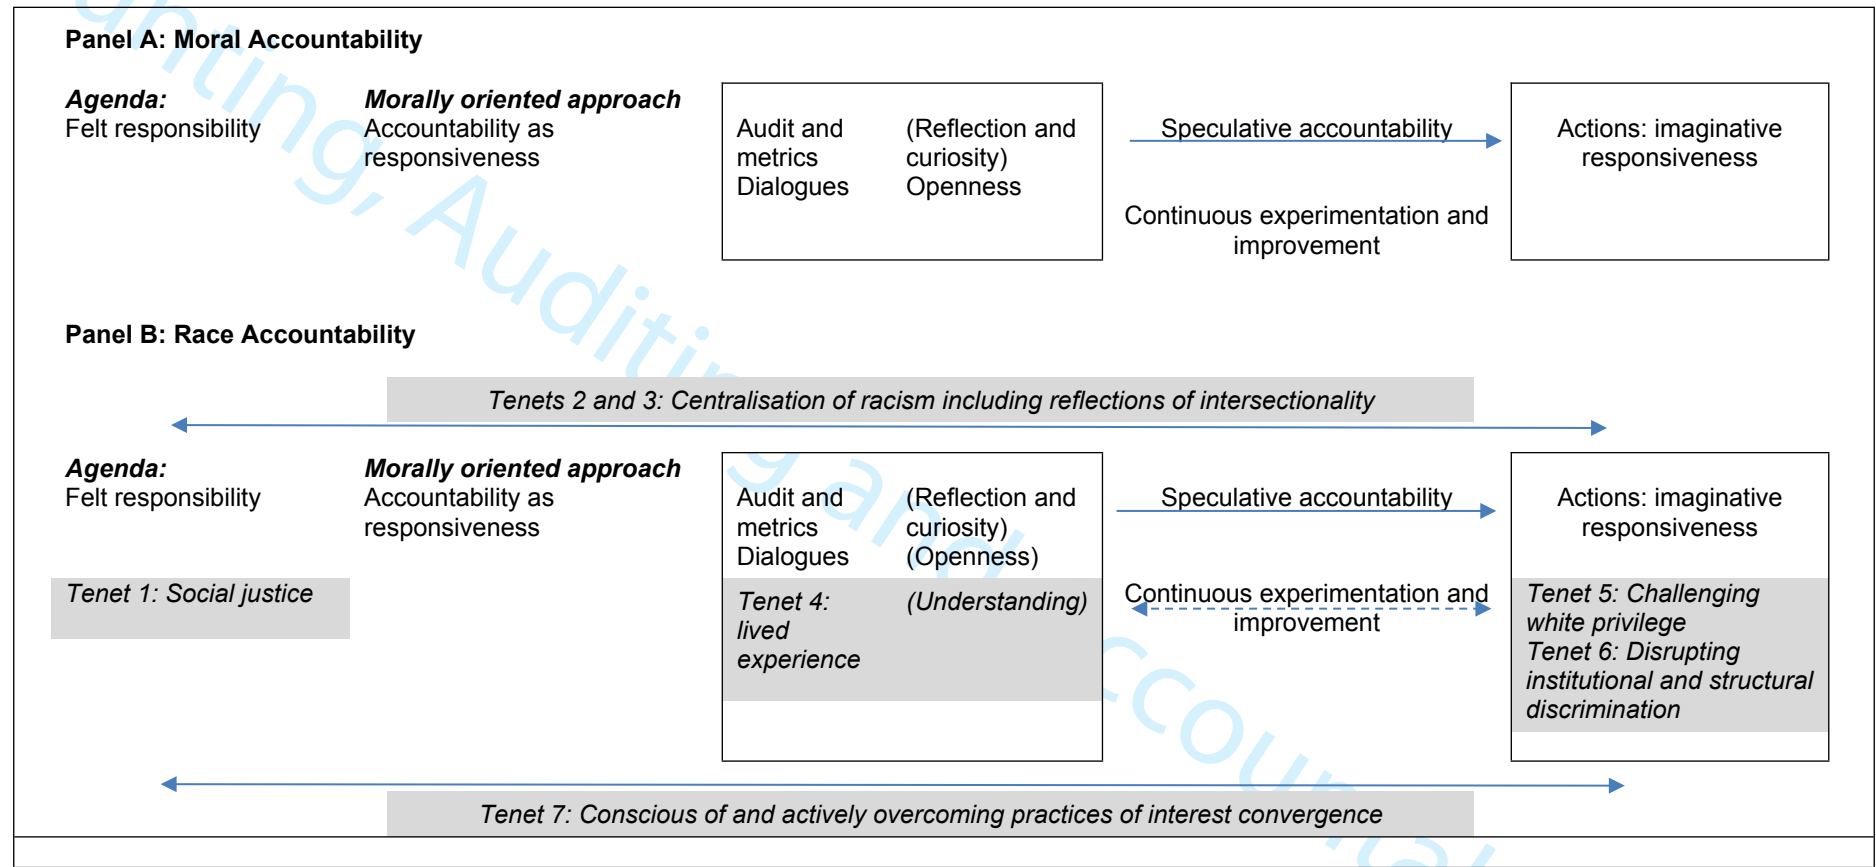 Panel A: Moral Accountability
Agenda:
Felt responsibility
Morally oriented approach
Accountability as
responsiveness
Audit and
metrics
Dialogues
(Reflection and
curiosity)
Openness
Speculative accountability
Continuous experimentation and
improvement
Actions: imaginative
responsiveness
Panel B: Race Accountability
Tenets 2 and 3: Centralisation of racism including reflections of intersectionality
Agenda:
Felt responsibility
Tenet 1: Social justice
Morally oriented approach
Accountability as
responsiveness
Audit and
metrics
Dialogues
(Reflection and
curiosity)
(Openness)
Tenet 4:
lived
experience
(Understanding)
Speculative accountability
Continuous experimentation and
improvement
Actions: imaginative
responsiveness
Tenet 5: Challenging
white privilege
Tenet 6: Disrupting
institutional and structural
discrimination
Tenet 7: Conscious of and actively overcoming practices of interest convergence
unting, Auditing and Accountab